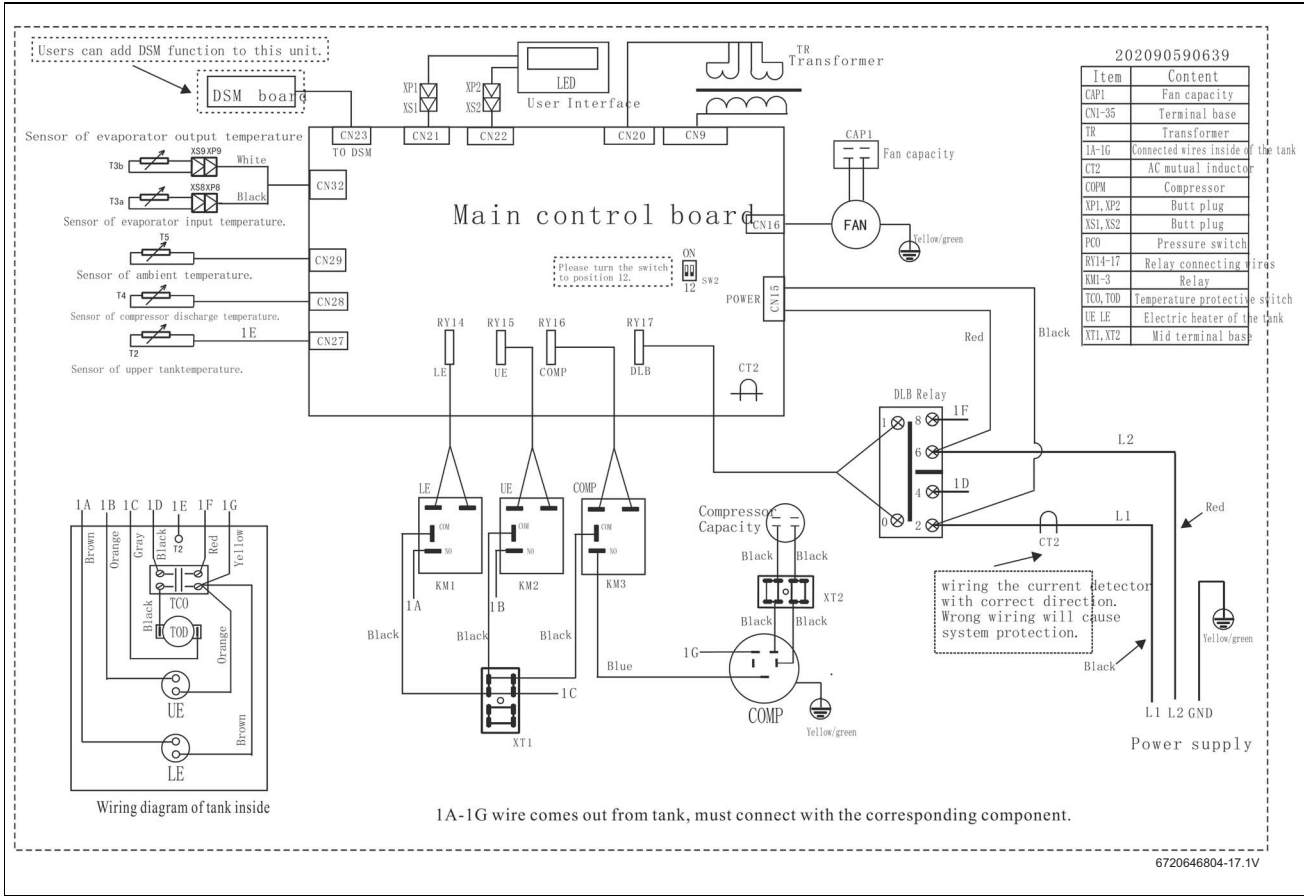 Users can add DSM function to this unit.
DSM board
XP1
XS1
XP2
XS2
LED
User Interface
TR
Transformer
202090590639
Item Content
CAP1 Fan capacity
CN1-35 Terminal base
TR Transformer
1A-1G Connected wires inside of the tank
CT2 AC mutual inductor
COPM Compressor
XP1, XP2 Butt plug
XS1, XS2 Butt plug
PC0 Pressure switch
RY14-17 Relay connecting wires
KM1-3 Relay
TCO, TOD Temperature protective switch
UE LE Electric heater of the tank
XT1, XT2 Mid terminal base
CN23
TO DSM
CN21
CN22
CN20
CN9
Sensor of evaporator output temperature
T3b
XS9 XP9
White
T3a
XS8XP8
Black
CN32
Sensor of evaporator input temperature.
T5
CN29
Sensor of ambient temperature.
T4
CN28
Sensor of compressor discharge temperature.
T2
1E
CN27
Sensor of upper tanktemperature.
Main control board
CN16
CAP1
Fan capacity
FAN
Yellow/green
Please turn the switch
to position 12.
ON
12
SW2
POWER
CN15
Red
Black
RY14
LE
RY15
UE
RY16
COMP
RY17
DLB
CT2
DLB Relay
1
0
8
6
4
2
1F
1D
L2
L1
CT2
Red
wiring the current detector
with correct direction.
Wrong wiring will cause
system protection.
Black
Yellow/green
L1 L2 GND
Power supply
LE
COM
NO
KM1
1A
UE
COM
NO
KM2
1B
COMP
COM
NO
KM3
Black
Black
Black
Blue
1C
XT1
Compressor
Capacity
Black
Black
XT2
Black
Black
1G
COMP
Yellow/green
1A 1B 1C 1D 1E 1F 1G
Brown
Orange
Gray
Black
T2
Red
Yellow
TCO
Black
TOD
Orange
UE
Brown
LE
Wiring diagram of tank inside
1A-1G wire comes out from tank, must connect with the corresponding component.
6720646804-17.1V